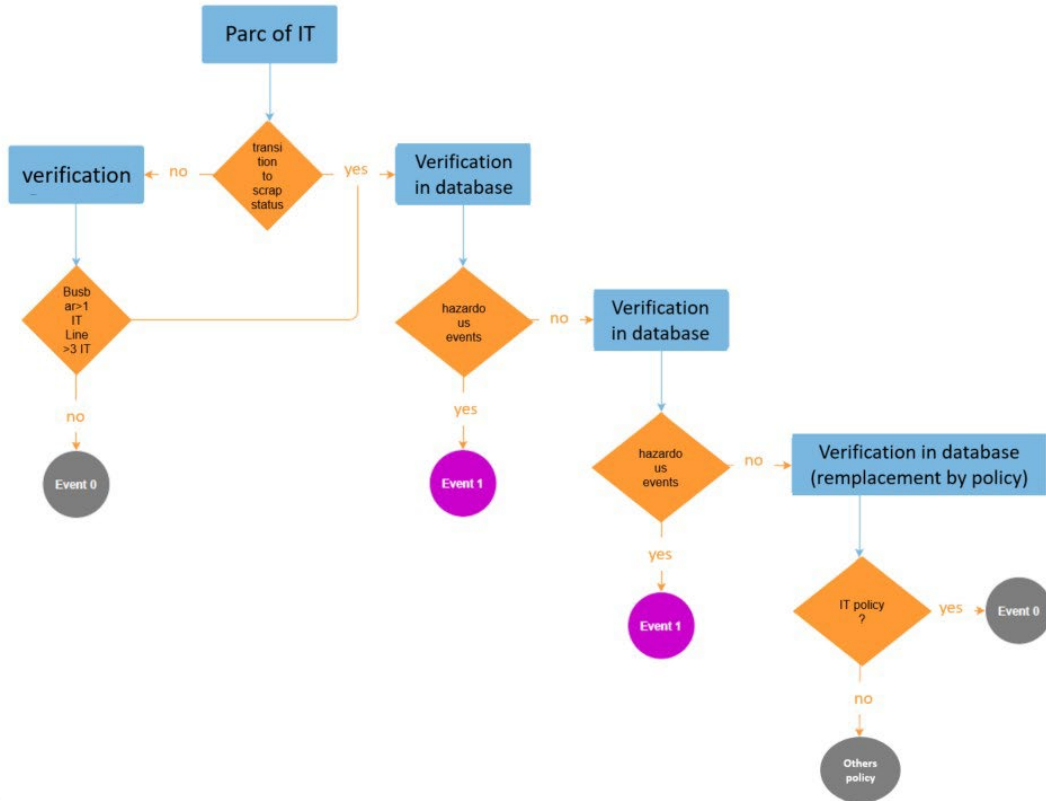 Parc of IT
transi
tion
to
scrap
status
no
yes
verification
Verification
in database
Busb
ar>1
IT
Line
>3 IT
no
Event 0
hazardo
us
events
no
yes
Event 1
Verification
in database
hazardo
us
events
no
yes
Event 1
Verification in database
(remplacement by policy)
IT policy
?
yes
Event 0
no
Others
policy